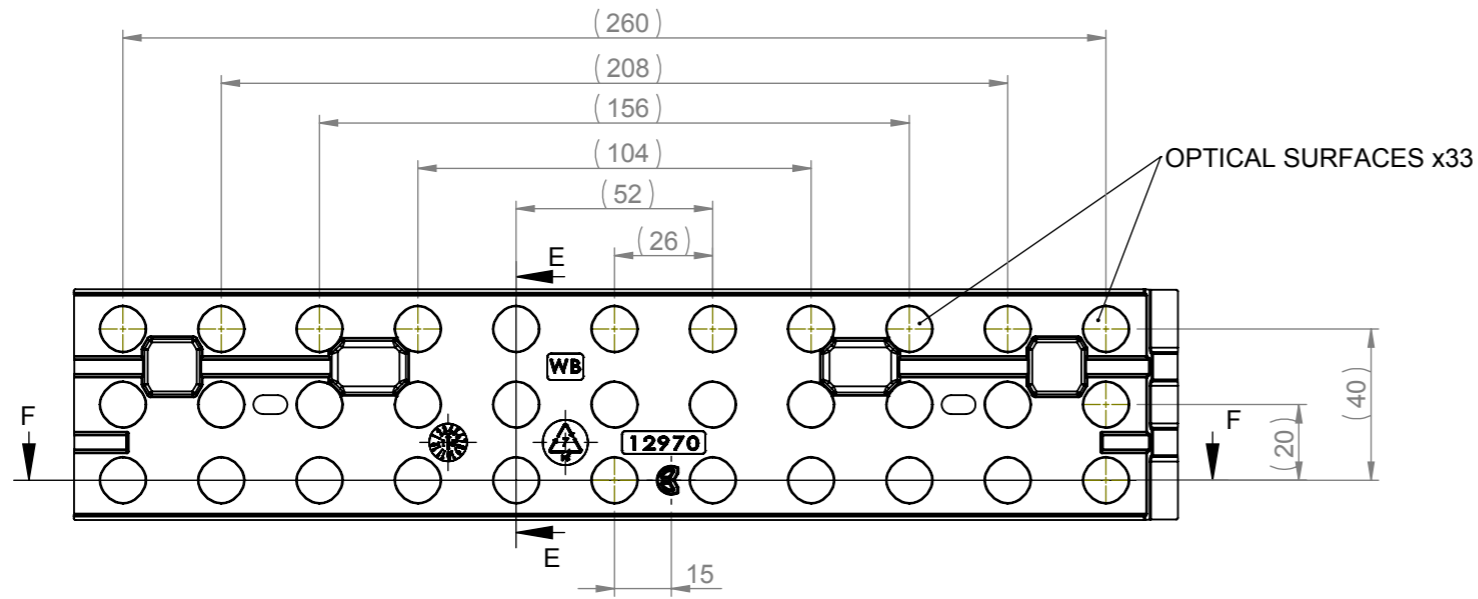 (260)
(208)
(156)
(104)
(52)
(26)
OPTICAL SURFACES x33
E
WB
F
12970
F
(20)
(40)
E
15